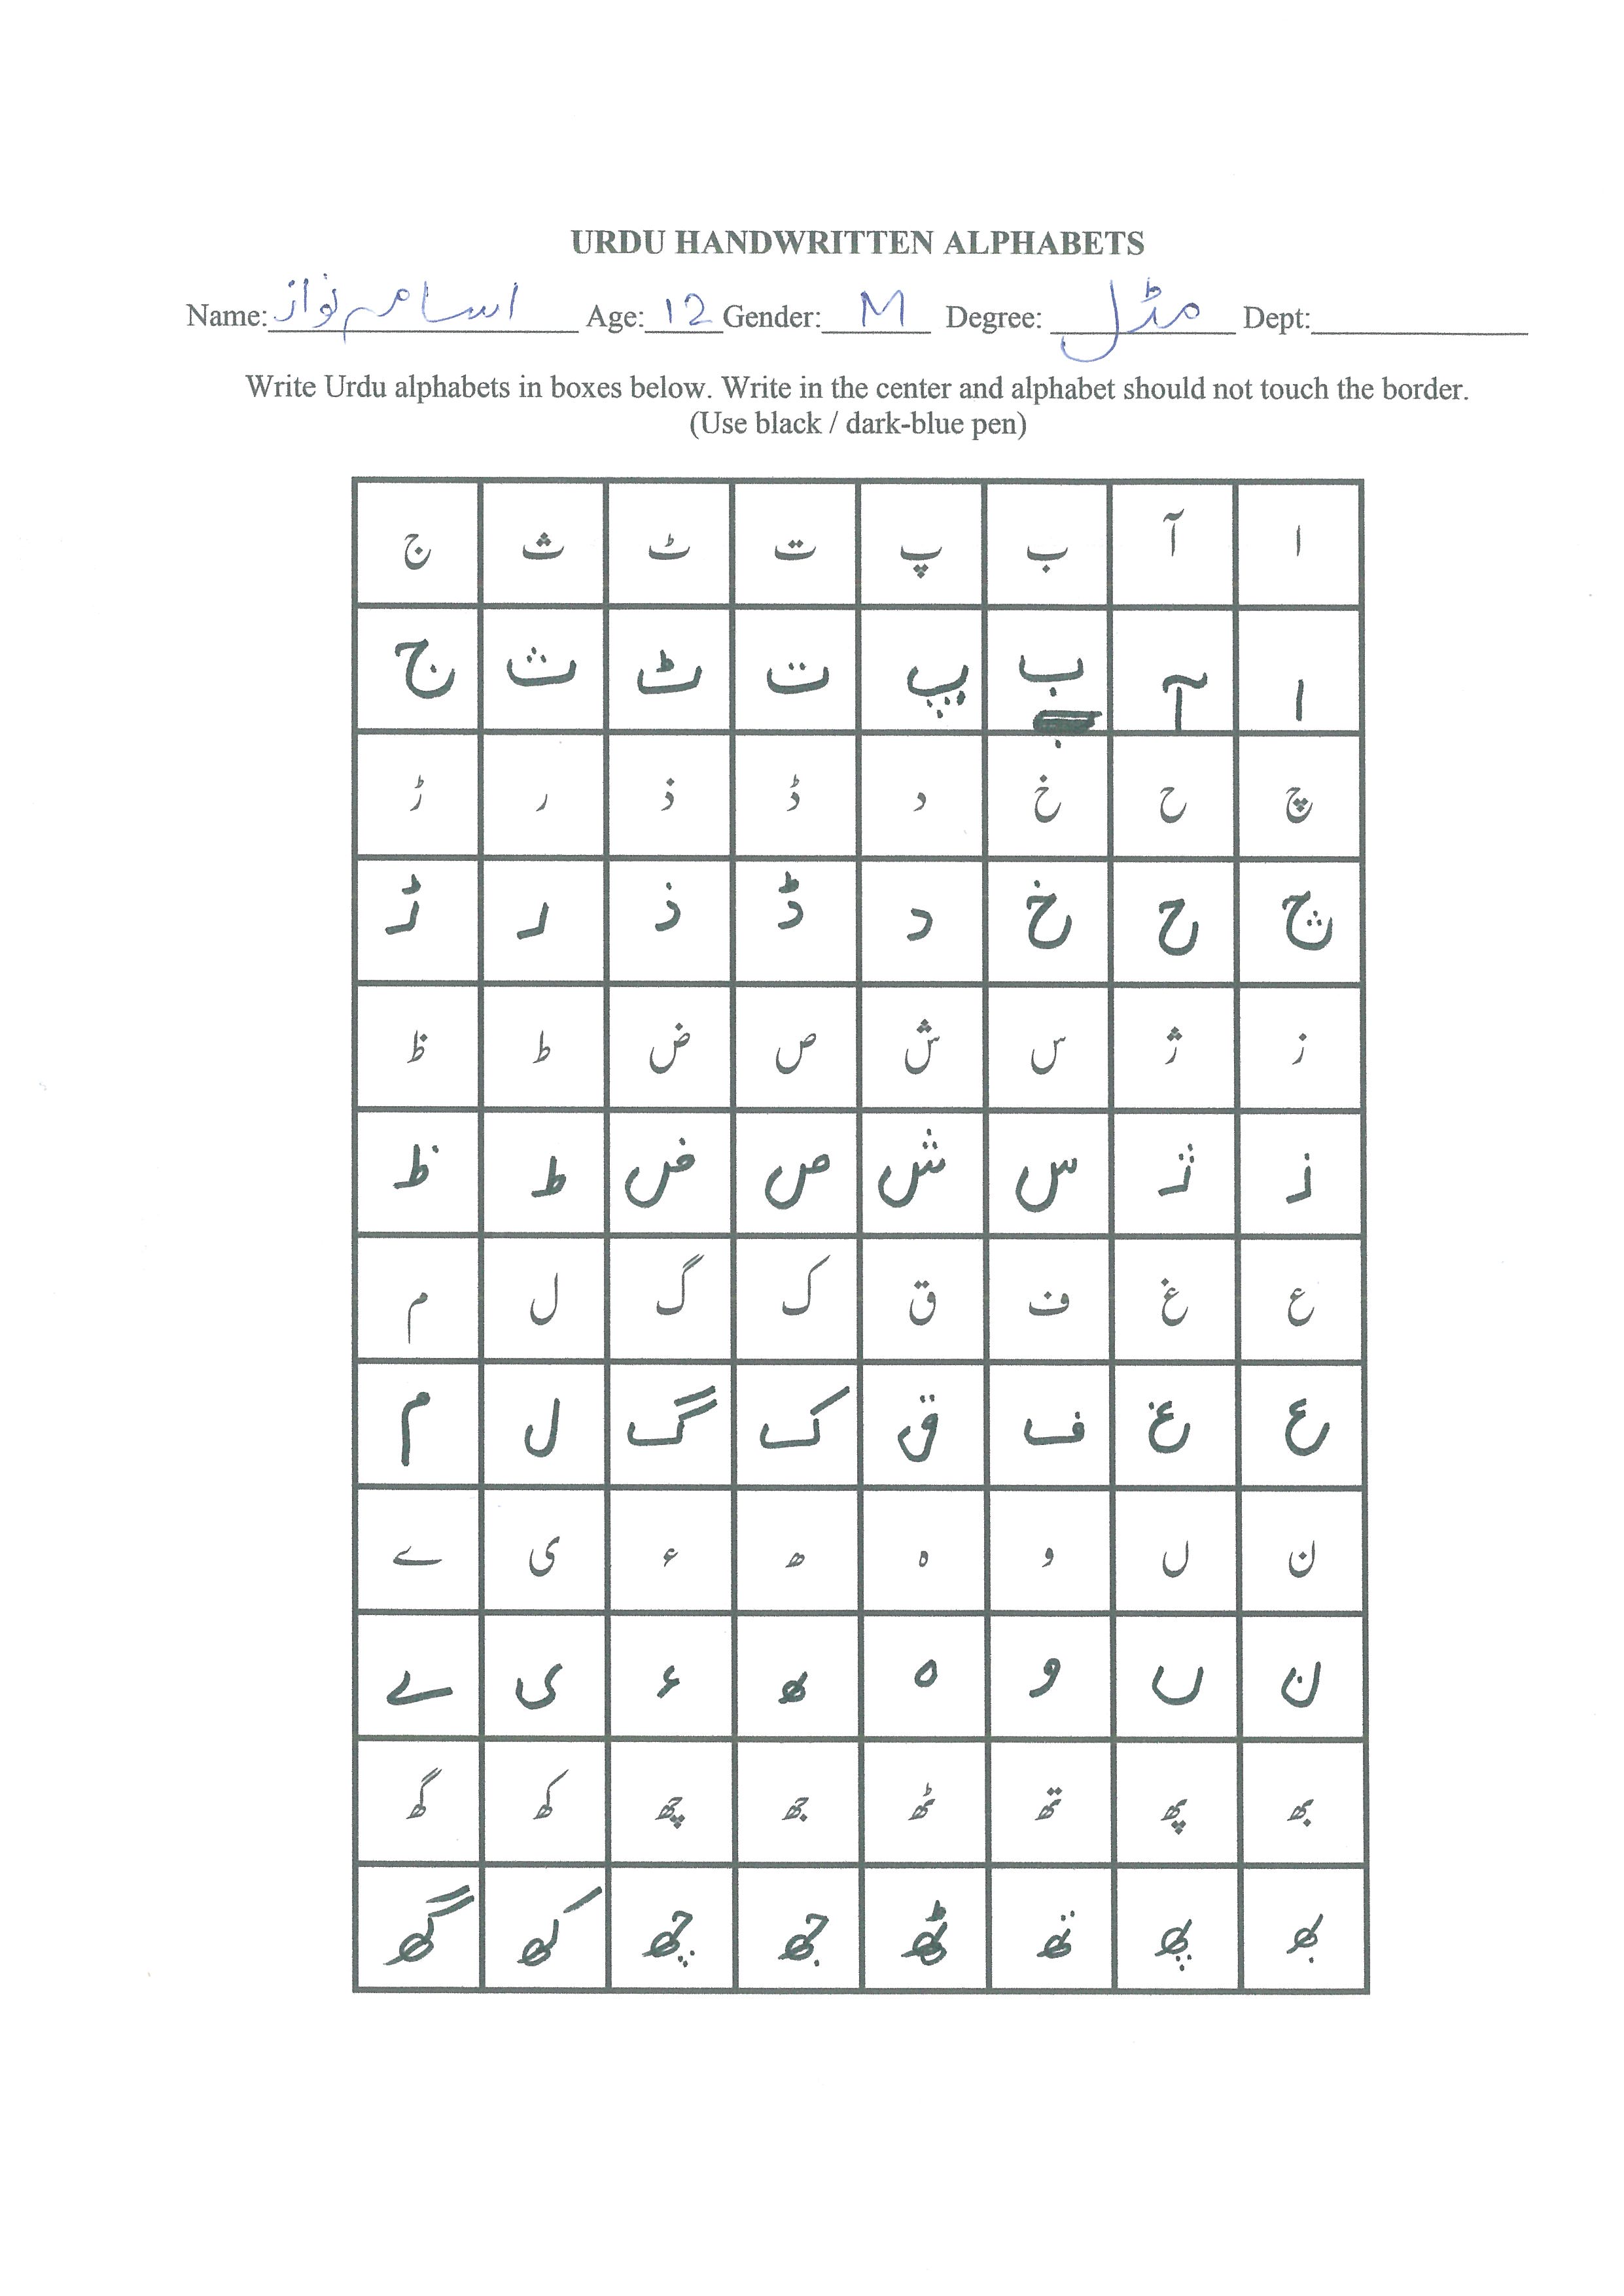 URDU HANDWRITTEN ALPHABETS
Name: اسامہ نواز Age: 12 Gender: M Degree: مڈل Dept:
Write Urdu alphabets in boxes below. Write in the center and alphabet should not touch the border.
(Use black / dark-blue pen)
ا آ ب پ ت ٹ ث ج
ا آ ب پ ت ٹ ث ج
چ ح خ د ڈ ذ ر ڑ
چ ح خ د ڈ ذ ر ڑ
ز ژ س ش ص ض ط ظ
ز ژ س ش ص ض ط ظ
ع غ ف ق ک گ ل م
ع غ ف ق ک گ ل م
ن ں و ہ ھ ء ی ے
ن ں و ہ ھ ء ی ے
بھ پھ تھ ٹھ جھ چھ کھ گھ
بھ پھ تھ ٹھ جھ چھ کھ گھ